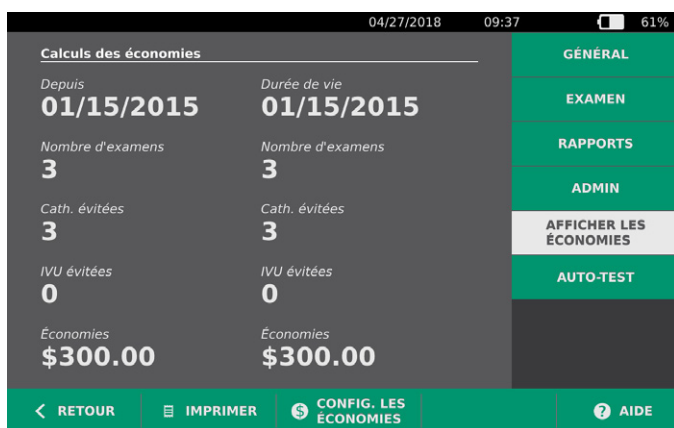 04/27/2018 09:37 61%
Calculs des économies
GÉNÉRAL
Depuis Durée de vie
01/15/2015 01/15/2015
EXAMEN
Nombre d'examens Nombre d'examens
3 3
RAPPORTS
ADMIN
Cath. évitées Cath. évitées
3 3
AFFICHER LES
ÉCONOMIES
IVU évitées IVU évitées
0 0
AUTO-TEST
Économies Économies
$300.00 $300.00
RETOUR IMPRIMER $ CONFIG. LES
ÉCONOMIES
? AIDE